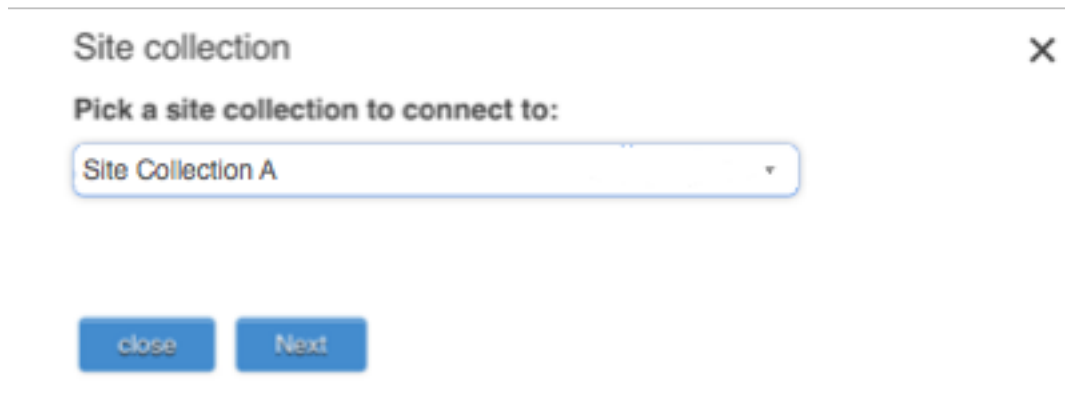 Site collection
Pick a site collection to connect to:
Site Collection A
close Next